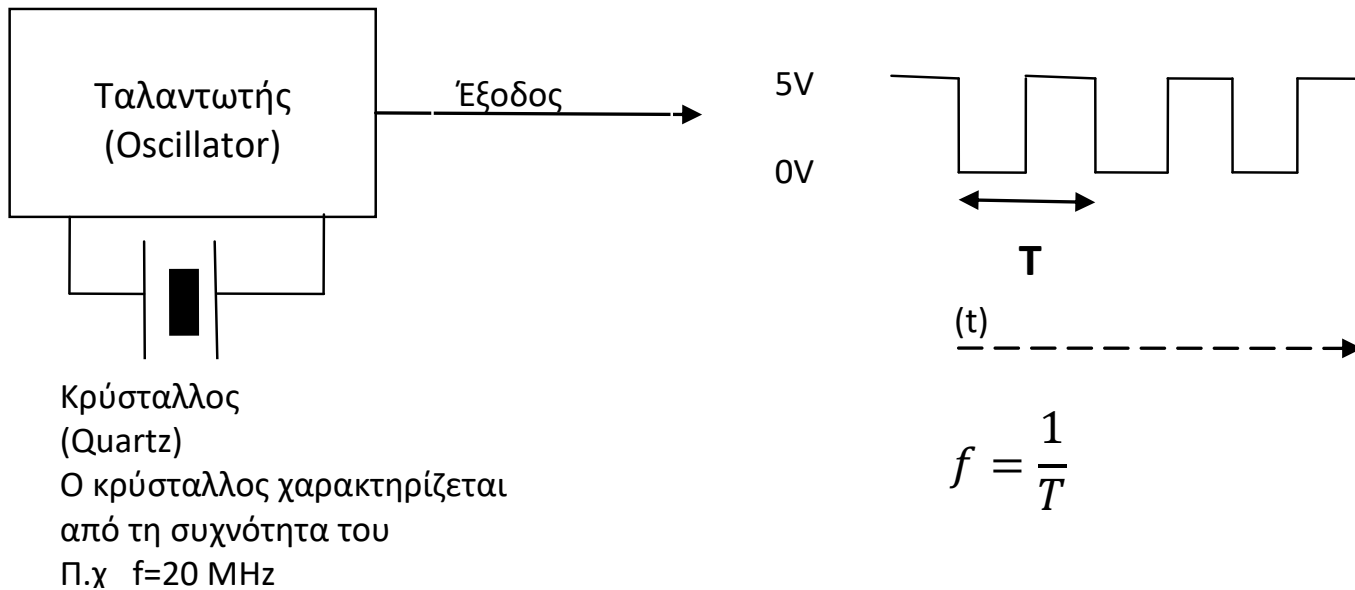 Ταλαντωτής
(Oscillator)
Έξοδος
Κρύσταλλος
(Quartz)
Ο κρύσταλλος χαρακτηρίζεται
από τη συχνότητα του
Π.χ f=20 MHz
5V
0V
T
(t)
f = 1/T